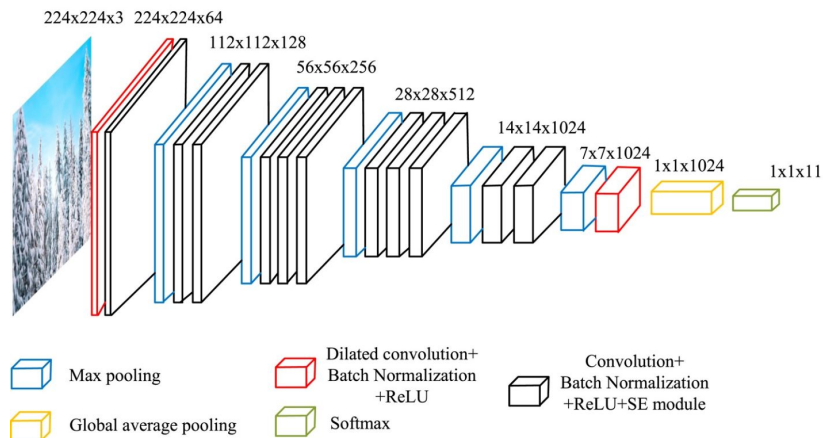 224x224x3
224x224x64
112x112x128
56x56x256
28x28x512
14x14x1024
7x7x1024
1x1x1024
1x1x11
Max pooling
Dilated convolution+
Batch Normalization
+ReLU
Convolution+
Batch Normalization
+ReLU+SE module
Global average pooling
Softmax